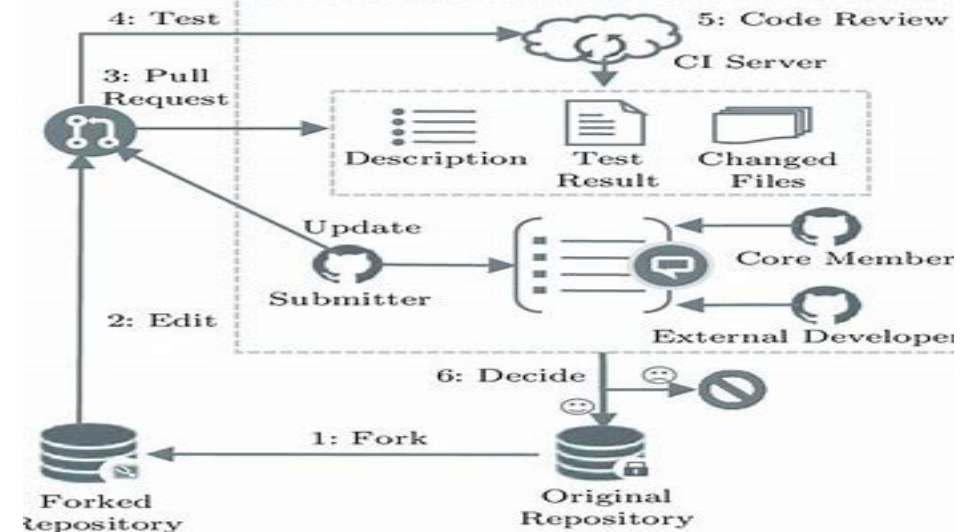 4: Test
5: Code Review
CI Server
3: Pull
Request
Description
Test
Result
Changed
Files
Update
Submitter
Core Member
External Developer
2: Edit
6: Decide
1: Fork
Forked
Repository
Original
Repository